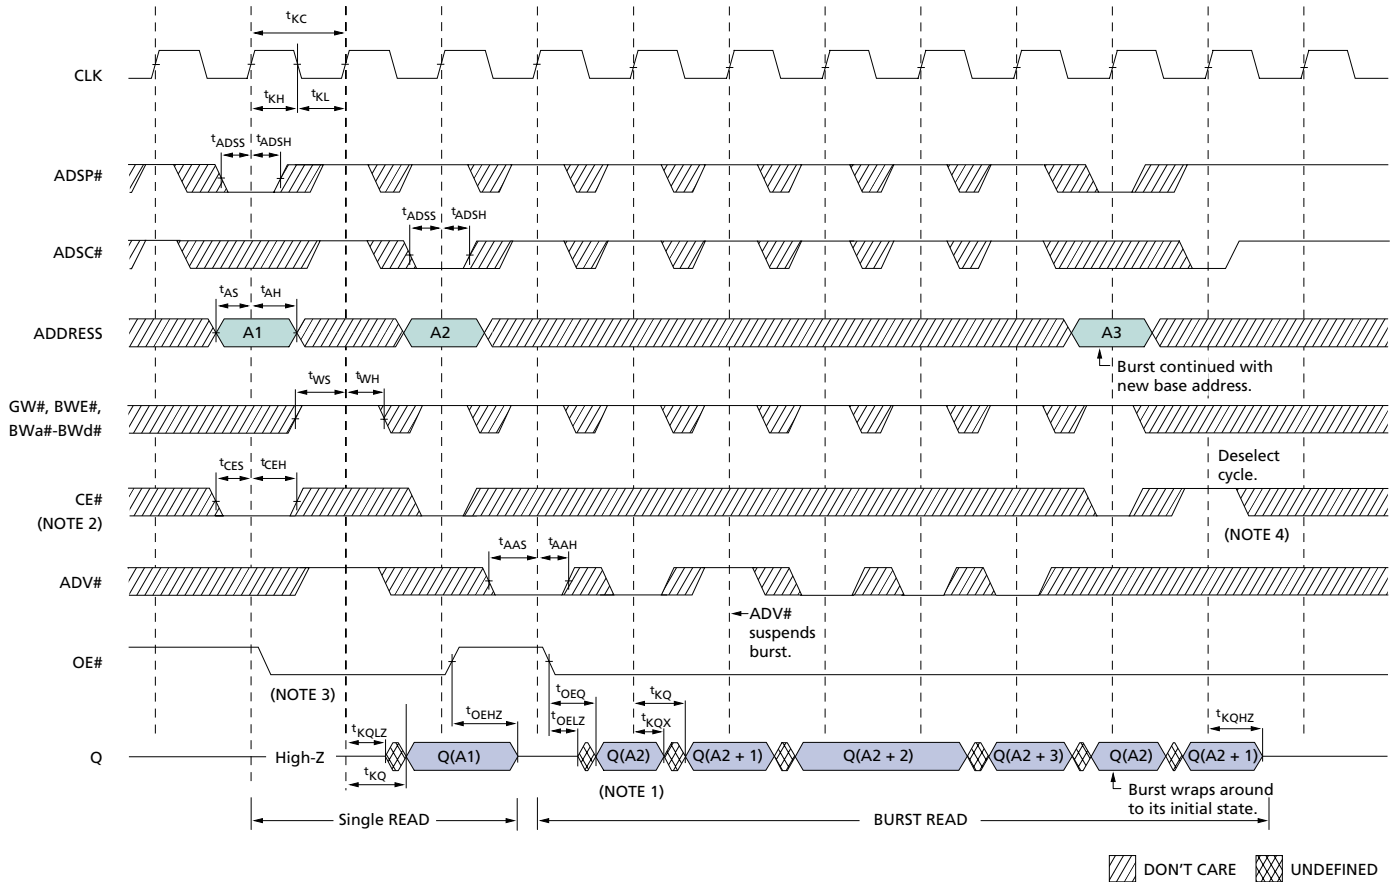 tKC
CLK
tKH
tKL
tADSS
tADSH
ADSP#
tADSS
tADSH
ADSC#
tAS
tAH
ADDRESS
A1
A2
A3
Burst continued with
new base address.
tWS
tWH
GW#, BWE#,
BWa#-BWd#
Deselect
cycle.
tCES
tCEH
CE#
(NOTE 2)
(NOTE 4)
tAAS
tAAH
ADV#
ADV#
suspends
burst.
OE#
(NOTE 3)
tOEHZ
tOEQ
tOELZ
tKQ
tKQX
tKQLZ
tKQHZ
Q
High-Z
Q(A1)
Q(A2)
Q(A2 + 1)
Q(A2 + 2)
Q(A2 + 3)
Q(A2)
Q(A2 + 1)
tKQ
(NOTE 1)
Burst wraps around
to its initial state.
Single READ
BURST READ
DON'T CARE
UNDEFINED